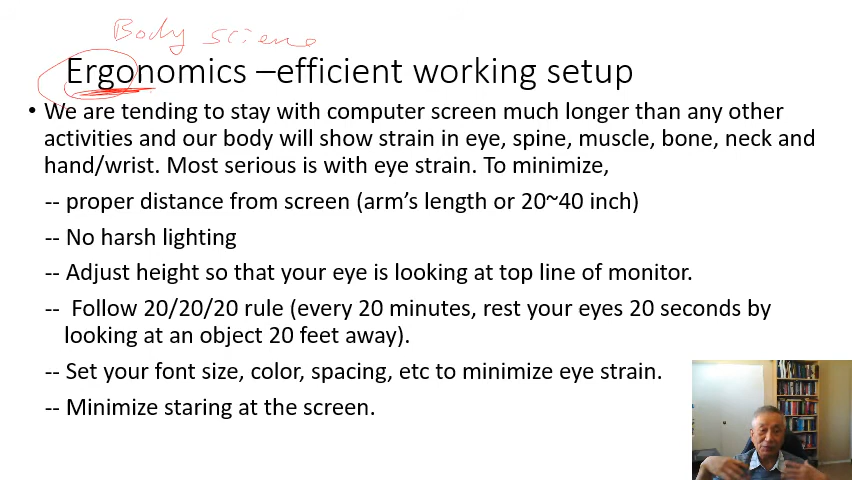 Body science
Ergonomics –efficient working setup
• We are tending to stay with computer screen much longer than any other
activities and our body will show strain in eye, spine, muscle, bone, neck and
hand/wrist. Most serious is with eye strain. To minimize,
-- proper distance from screen (arm's length or 20~40 inch)
-- No harsh lighting
-- Adjust height so that your eye is looking at top line of monitor.
-- Follow 20/20/20 rule (every 20 minutes, rest your eyes 20 seconds by
looking at an object 20 feet away).
-- Set your font size, color, spacing, etc to minimize eye strain.
-- Minimize staring at the screen.